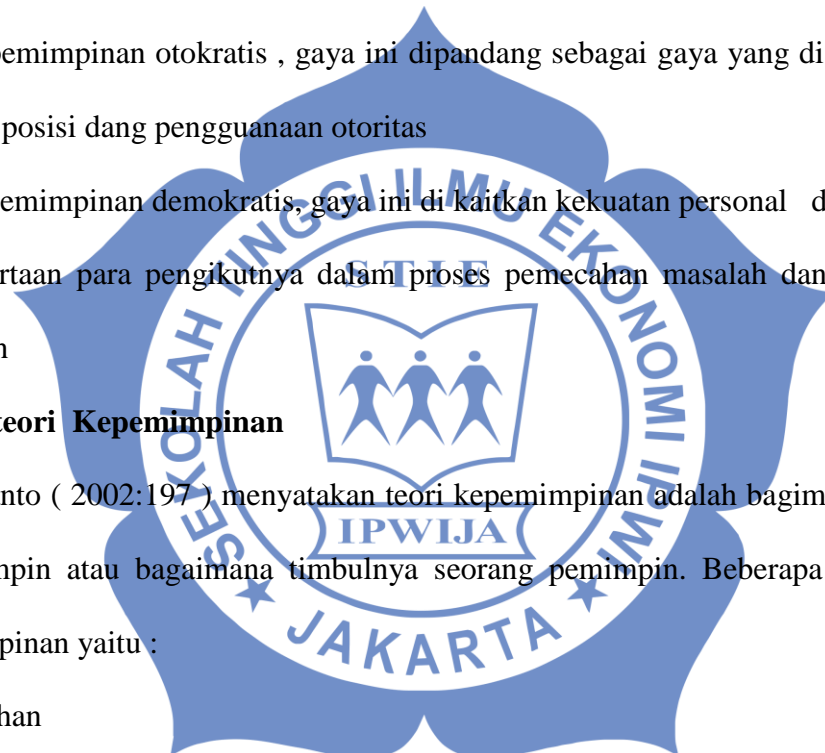 pemimpinan otokratis , gaya ini dipandang sebagai gaya yang di
posisi dang pengguanaan otoritas
emimpinan demokratis, gaya ini di kaitkan kekuatan personal d
rtaan para pengikutnya dalam proses pemecahan masalah dan
n
teori Kepemimpinan
nto ( 2002:197 ) menyatakan teori kepemimpinan adalah bagim
npin atau bagaimana timbulnya seorang pemimpin. Beberapa
pinan yaitu :
han
SEKOLAH TINGGI ILMU EKONOMI IPWI
STIE
IPWIJA
★ JAKARTA ★